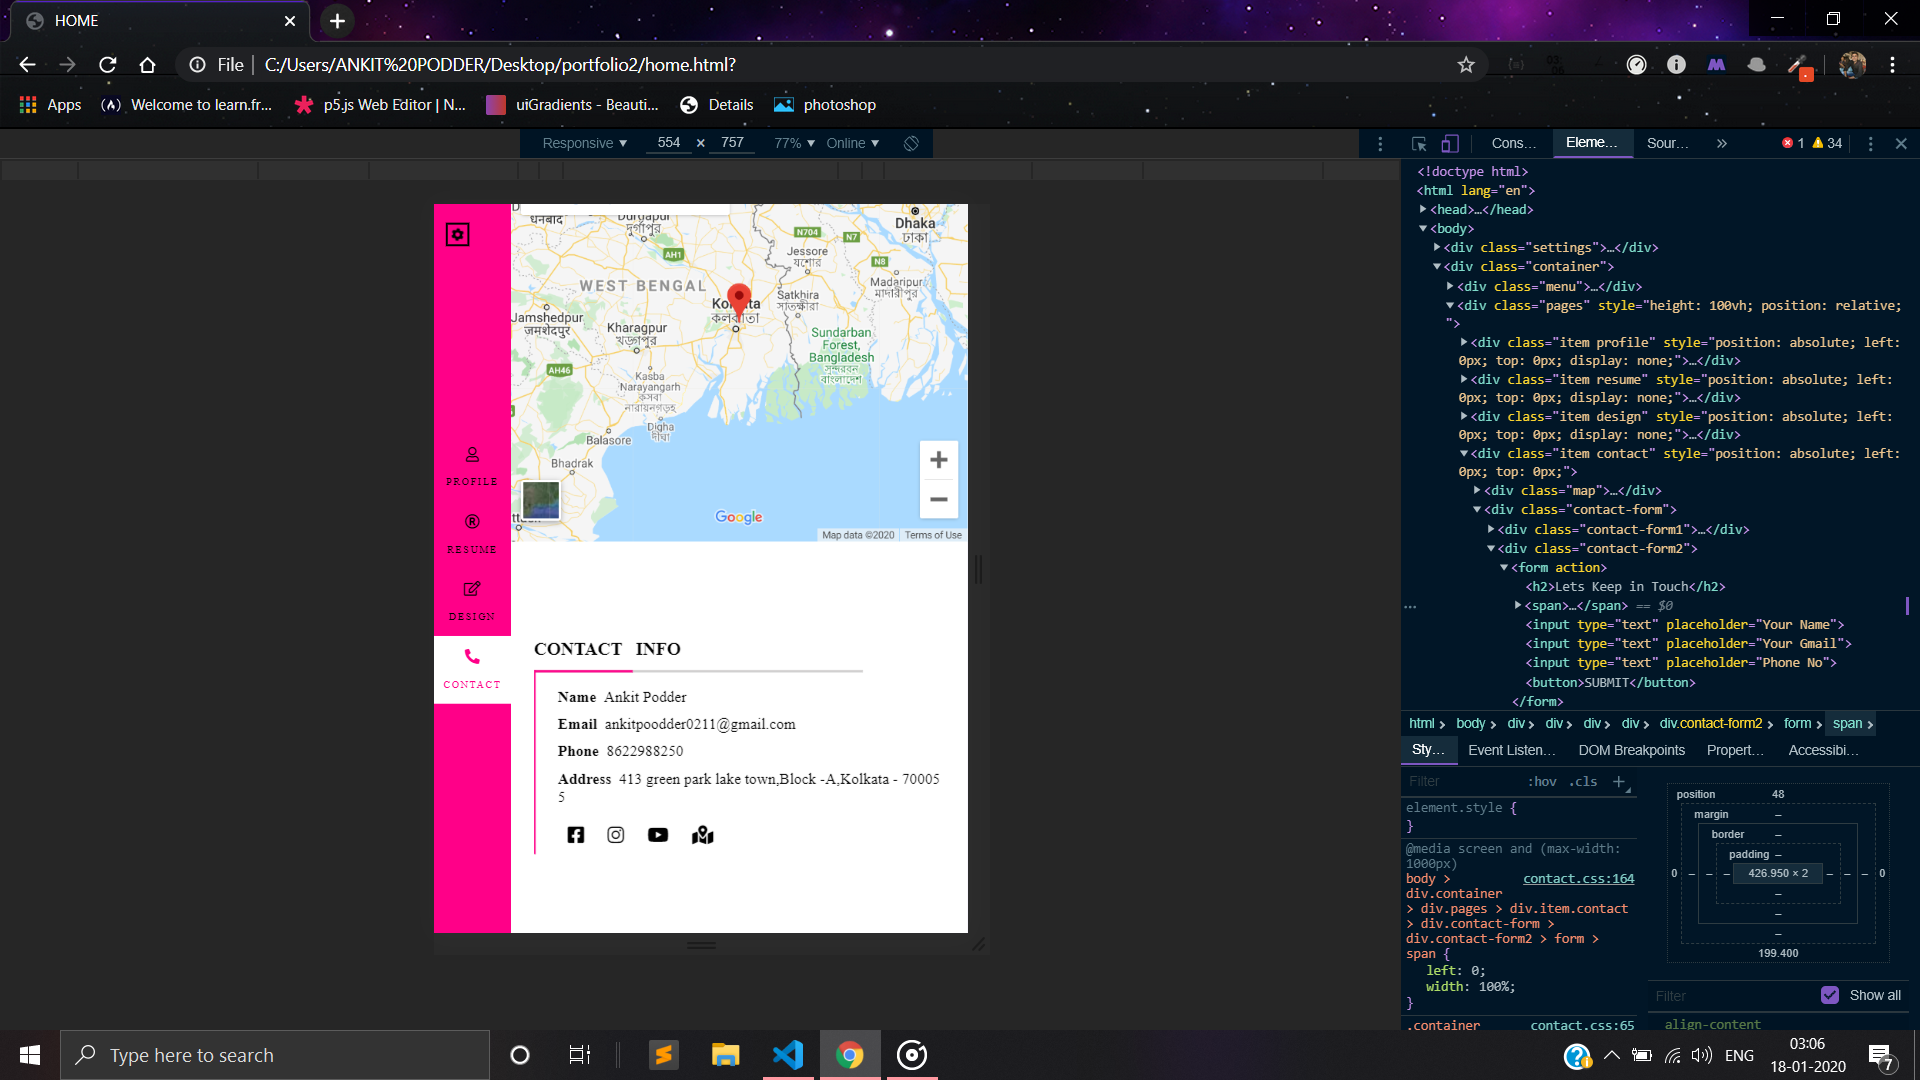 HOME
File
C:/Users/ANKIT%20PODDER/Desktop/portfolio2/home.html?
Apps
Welcome to learn.fr...
p5.js Web Editor | N...
uiGradients - Beauti...
Details
photoshop
Responsive ▼ 554 × 757 77% ▼ Online ▼
Cons... Eleme... Sour... » 1 34
ধনবাদ
Durgapur
দুর্গাপুর
Dhaka
ঢাকা
N704
N7
AH1
Jessore
যশোর
N8
WEST BENGAL
Madaripur
মাদারীপুর
Satkhira
সাতক্ষীরা
Kolkata
কলকাতা
Jamshedpur
जमशेदपुर
Kharagpur
খড়্গপুর
Sundarban
Forest,
Bangladesh
সুন্দরবন
বাংলাদেশ
AH46
Kasba
Narayangarh
কসবা
নারায়নগড়
Digha
দীঘা
Balasore
Bhadrak
Google
Map data ©2020 Terms of Use
PROFILE
RESUME
DESIGN
CONTACT
CONTACT INFO
Name Ankit Podder
Email ankitpoodder0211@gmail.com
Phone 8622988250
Address 413 green park lake town,Block -A,Kolkata - 70005
5
<!doctype html>
<html lang="en">
<head>…</head>
<body>
<div class="settings">…</div>
<div class="container">
<div class="menu">…</div>
<div class="pages" style="height: 100vh; position: relative;
">
<div class="item profile" style="position: absolute; left:
0px; top: 0px; display: none;">…</div>
<div class="item resume" style="position: absolute; left:
0px; top: 0px; display: none;">…</div>
<div class="item design" style="position: absolute; left:
0px; top: 0px; display: none;">…</div>
<div class="item contact" style="position: absolute; left:
0px; top: 0px;">
<div class="map">…</div>
<div class="contact-form">
<div class="contact-form1">…</div>
<div class="contact-form2">
<form action>
<h2>Lets Keep in Touch</h2>
<span>…</span> == $0
<input type="text" placeholder="Your Name">
<input type="text" placeholder="Your Gmail">
<input type="text" placeholder="Phone No">
<button>SUBMIT</button>
</form>
html body div div div div div.contact-form2 form span
Sty... Event Listen... DOM Breakpoints Propert... Accessibi...
Filter :hov .cls +
element.style {
}
@media screen and (max-width:
1000px)
body > contact.css:164
div.container
> div.pages > div.item.contact
> div.contact-form >
div.contact-form2 > form >
span {
left: 0;
width: 100%;
}
.container contact.css:65
position 48
margin –
border –
padding –
0 – – – 426.950 × 2 – – – 0
–
–
–
199.400
Filter Show all
align-content
Type here to search
ENG
03:06
18-01-2020
7